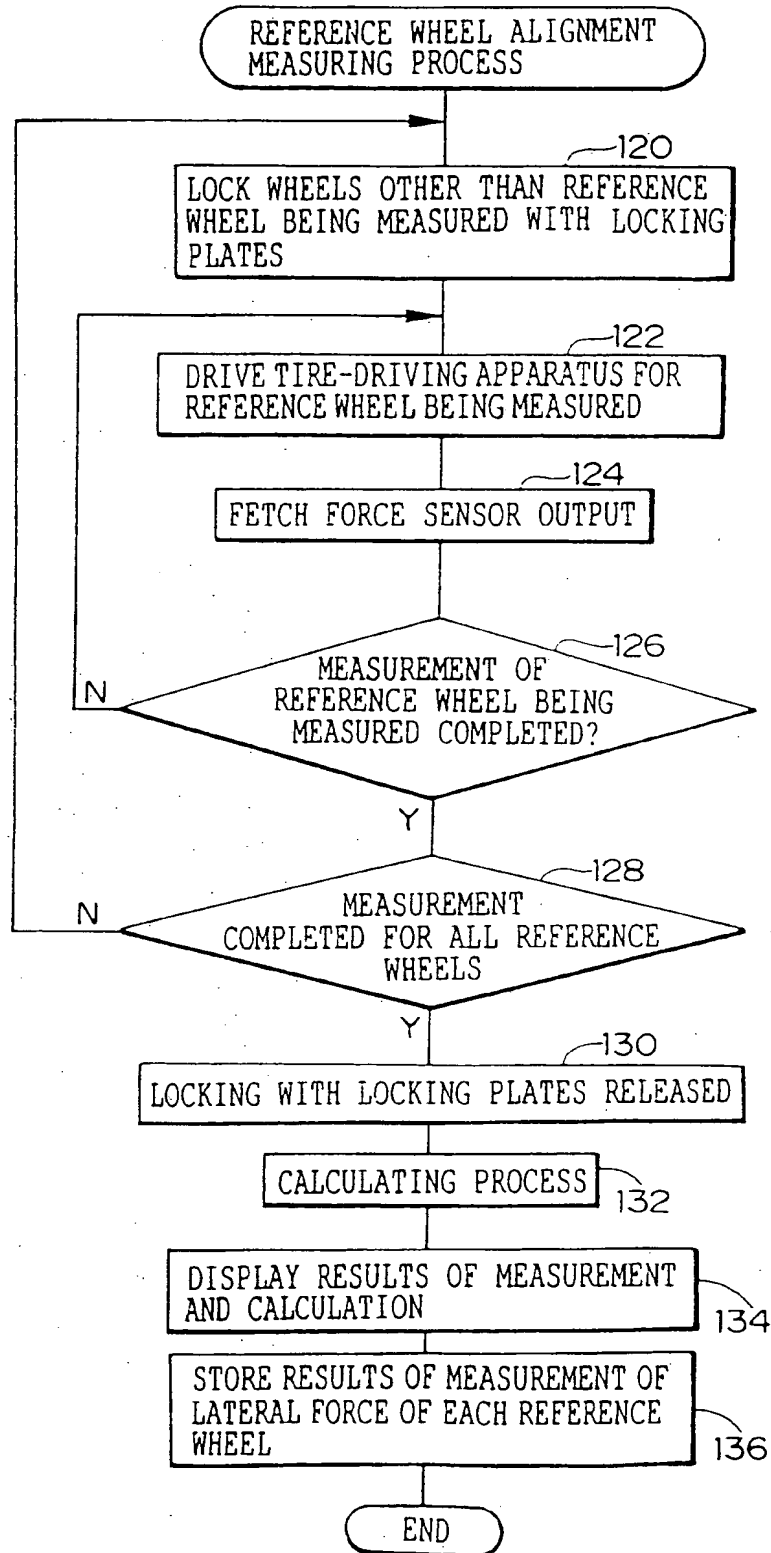 REFERENCE WHEEL ALIGNMENT
MEASURING PROCESS
120
LOCK WHEELS OTHER THAN REFERENCE
WHEEL BEING MEASURED WITH LOCKING
PLATES
122
DRIVE TIRE-DRIVING APPARATUS FOR
REFERENCE WHEEL BEING MEASURED
124
FETCH FORCE SENSOR OUTPUT
126
MEASUREMENT OF
REFERENCE WHEEL BEING
MEASURED COMPLETED?
N
Y
128
MEASUREMENT
COMPLETED FOR ALL REFERENCE
WHEELS
N
Y
130
LOCKING WITH LOCKING PLATES RELEASED
CALCULATING PROCESS
132
DISPLAY RESULTS OF MEASUREMENT
AND CALCULATION
134
STORE RESULTS OF MEASUREMENT OF
LATERAL FORCE OF EACH REFERENCE
WHEEL
136
END